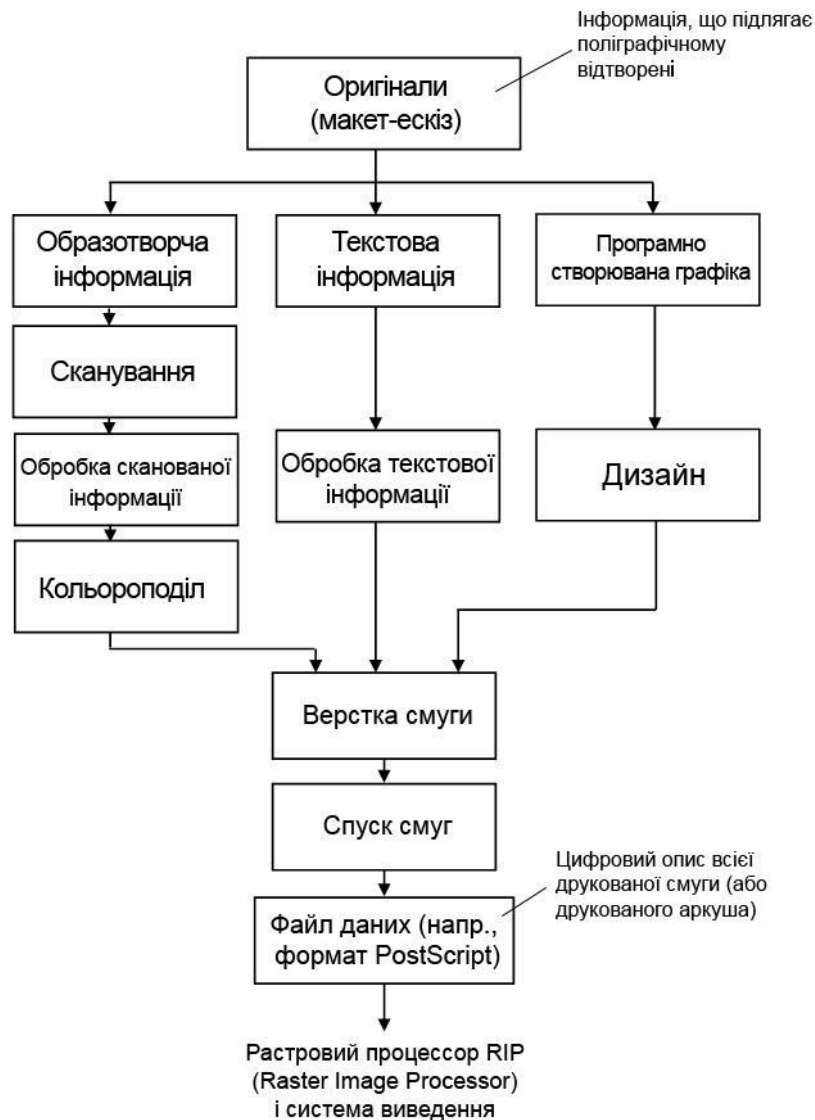 Інформація, що підлягає
поліграфічному
відтворені
Оригінали
(макет-ескіз)
Образотворча
інформація
Текстова
інформація
Програмно
створювана графіка
Сканування
Обробка сканованої
інформації
Обробка текстової
інформації
Дизайн
Кольороподіл
Верстка смуги
Спуск смуг
Цифровий опис всієї
друкованої смуги (або
друкованого аркуша)
Файл даних (напр.,
формат PostScript)
Растровий процессор RIP
(Raster Image Processor)
і система виведення